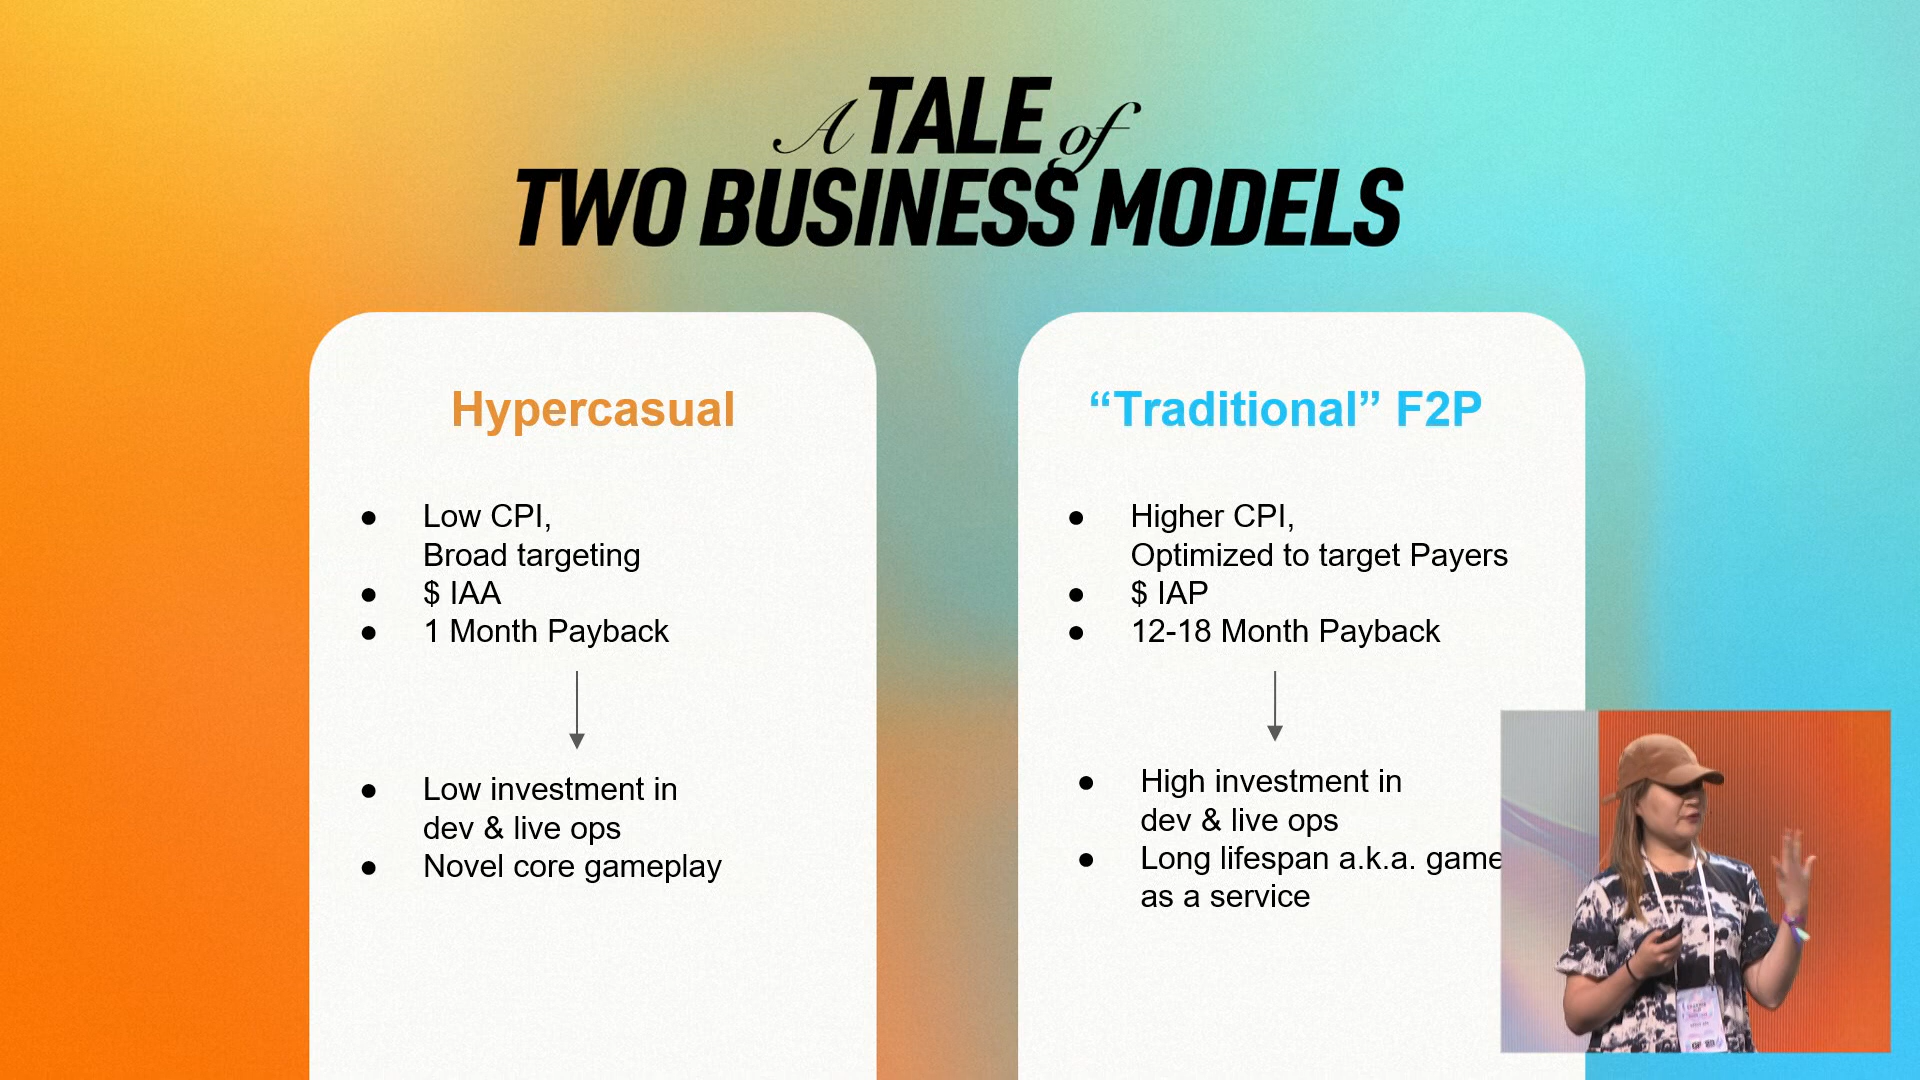 A TALE of
TWO BUSINESS MODELS
Hypercasual
● Low CPI,
Broad targeting
● $ IAA
● 1 Month Payback
● Low investment in
dev & live ops
● Novel core gameplay
“Traditional” F2P
● Higher CPI,
Optimized to target Payers
● $ IAP
● 12-18 Month Payback
● High investment in
dev & live ops
● Long lifespan a.k.a. game
as a service